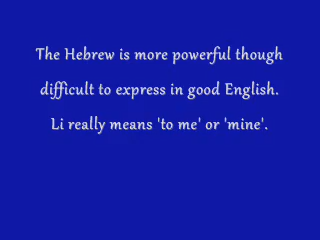 The Hebrew is more powerful though
difficult to express in good English.
Li really means 'to me' or 'mine'.